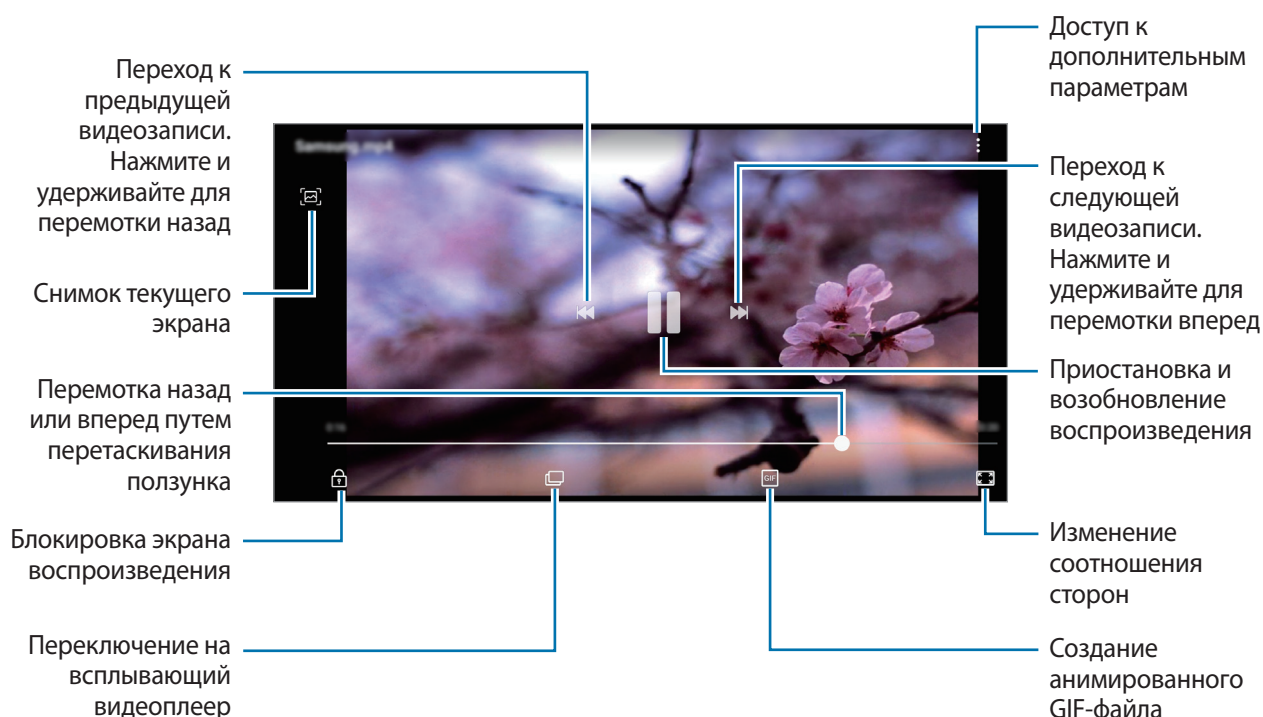 Переход к
предыдущей
видеозаписи.
Нажмите и
удерживайте для
перемотки назад
Снимок текущего
экрана
Перемотка назад
или вперед путем
перетаскивания
ползунка
Блокировка экрана
воспроизведения
Переключение на
всплывающий
видеоплеер
Samsung.mp4
GIF
Доступ к
дополнительным
параметрам
Переход к
следующей
видеозаписи.
Нажмите и
удерживайте для
перемотки вперед
Приостановка и
возобновление
воспроизведения
Изменение
соотношения
сторон
Создание
анимированного
GIF-файла